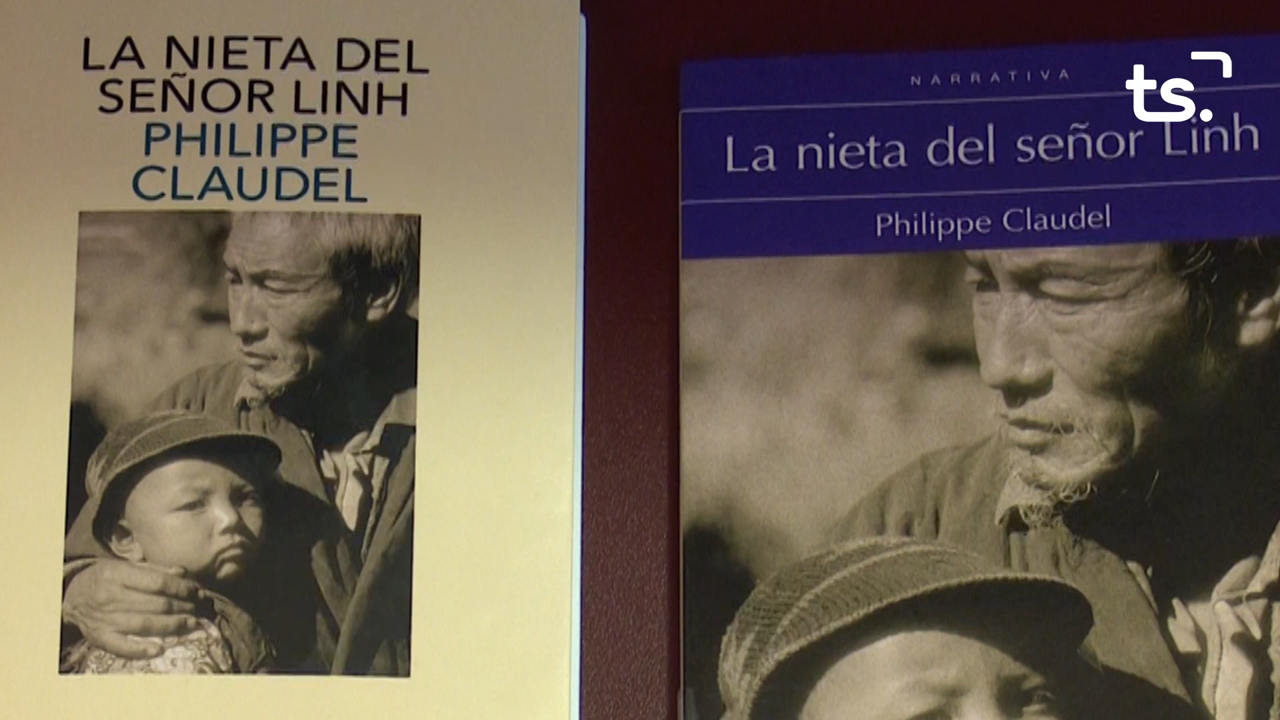 LA NIETA DEL
SEÑOR LINH
PHILIPPE
CLAUDEL
NARRATIVA
La nieta del señor Linh
Philippe Claudel
ts.